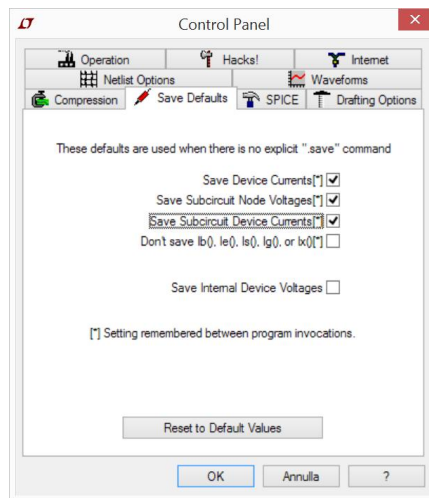 Control Panel
Operation
Hacks!
Internet
Netlist Options
Waveforms
Compression
Save Defaults
SPICE
Drafting Options
These defaults are used when there is no explicit ".save" command
Save Device Currents[*]
Save Subcircuit Node Voltages[*]
Save Subcircuit Device Currents[*]
Don't save Ib(), Ie(), Is(), Ig(), or Ix()[*]
Save Internal Device Voltages
[*] Setting remembered between program invocations.
Reset to Default Values
OK
Annulla
?